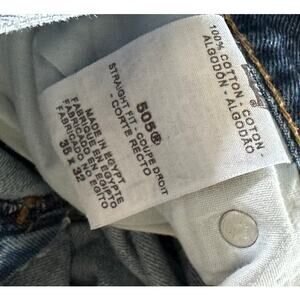 100% COTTON - COTON -
ALGODÓN - ALGODÃO
505®
STRAIGHT FIT - COUPE DROIT
- CORTE RECTO
MADE IN EGYPT
FABRIQUE EN EGYPTE
FABRICADO EN EGIPTO
FABRICADO NO EGITO
36 X 32